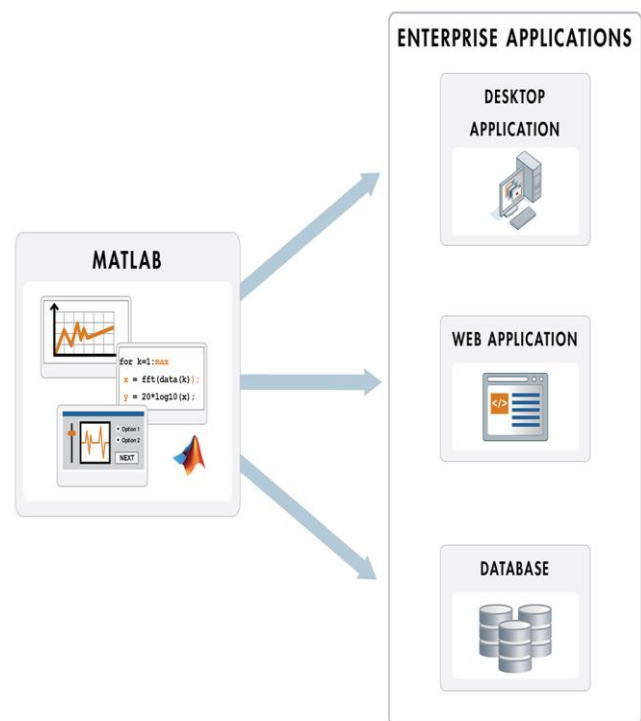 ENTERPRISE APPLICATIONS
DESKTOP
APPLICATION
MATLAB
for k=1:max
x = fft(data(k));
y = 20*log10(x);
Option 1
Option 2
NEXT
WEB APPLICATION
</>
DATABASE